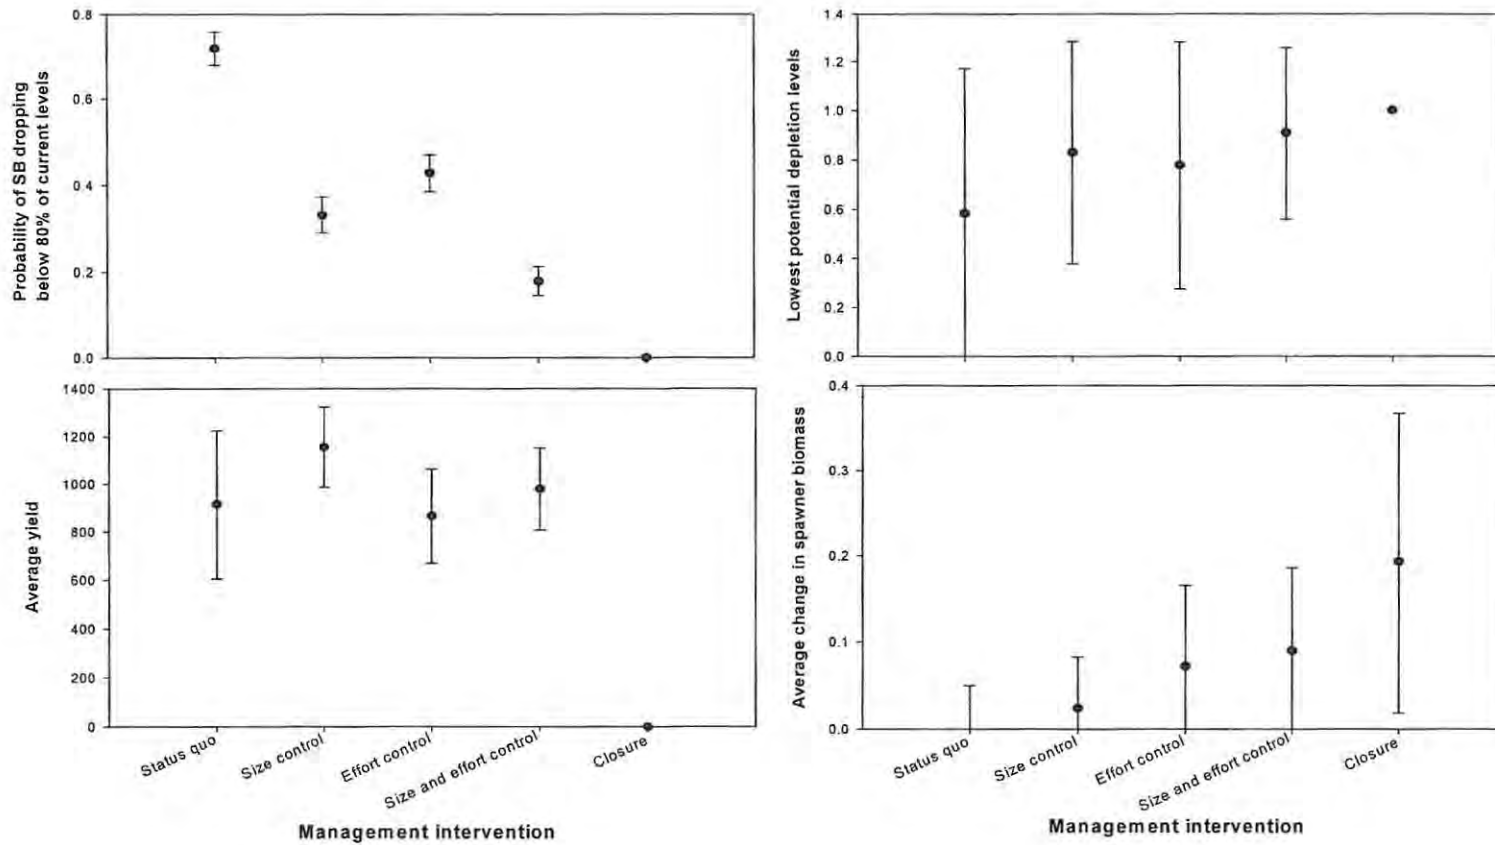 Probability of SB dropping
below 80% of current levels
0.8
0.6
0.4
0.2
0.0
Lowest potential depletion levels
1.4
1.2
1.0
0.8
0.6
0.4
0.2
0.0
Average yield
1400
1200
1000
800
600
400
200
0
Status quo
Size control
Effort control
Size and effort control
Closure
Management intervention
Average change in spawner biomass
0.4
0.3
0.2
0.1
0.0
Status quo
Size control
Effort control
Size and effort control
Closure
Management intervention